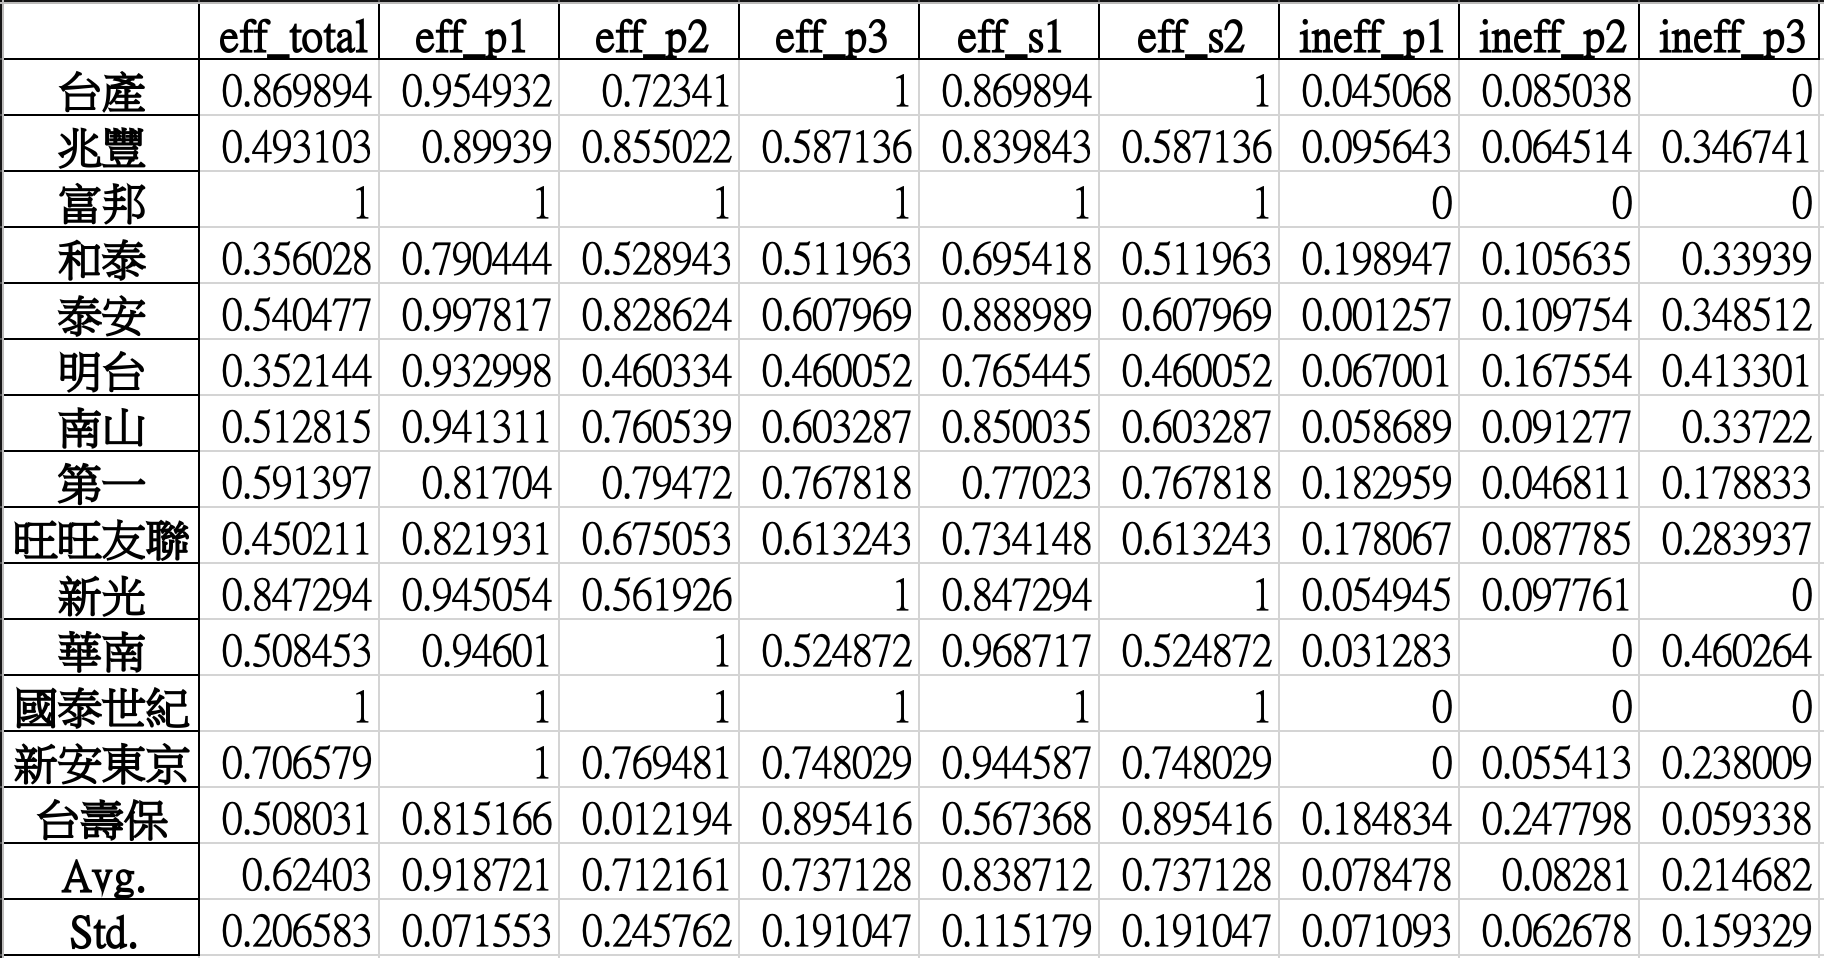 eff_total eff_p1 eff_p2 eff_p3 eff_s1 eff_s2 ineff_p1 ineff_p2 ineff_p3
台產 0.869894 0.954932 0.72341 1 0.869894 1 0.045068 0.085038 0
兆豐 0.493103 0.89939 0.855022 0.587136 0.839843 0.587136 0.095643 0.064514 0.346741
富邦 1 1 1 1 1 1 0 0 0
和泰 0.356028 0.790444 0.528943 0.511963 0.695418 0.511963 0.198947 0.105635 0.33939
泰安 0.540477 0.997817 0.828624 0.607969 0.888989 0.607969 0.001257 0.109754 0.348512
明台 0.352144 0.932998 0.460334 0.460052 0.765445 0.460052 0.067001 0.167554 0.413301
南山 0.512815 0.941311 0.760539 0.603287 0.850035 0.603287 0.058689 0.091277 0.33722
第一 0.591397 0.81704 0.79472 0.767818 0.77023 0.767818 0.182959 0.046811 0.178833
旺旺友聯 0.450211 0.821931 0.675053 0.613243 0.734148 0.613243 0.178067 0.087785 0.283937
新光 0.847294 0.945054 0.561926 1 0.847294 1 0.054945 0.097761 0
華南 0.508453 0.94601 1 0.524872 0.968717 0.524872 0.031283 0 0.460264
國泰世紀 1 1 1 1 1 1 0 0 0
新安東京 0.706579 1 0.769481 0.748029 0.944587 0.748029 0 0.055413 0.238009
台壽保 0.508031 0.815166 0.012194 0.895416 0.567368 0.895416 0.184834 0.247798 0.059338
Avg. 0.62403 0.918721 0.712161 0.737128 0.838712 0.737128 0.078478 0.08281 0.214682
Std. 0.206583 0.071553 0.245762 0.191047 0.115179 0.191047 0.071093 0.062678 0.159329